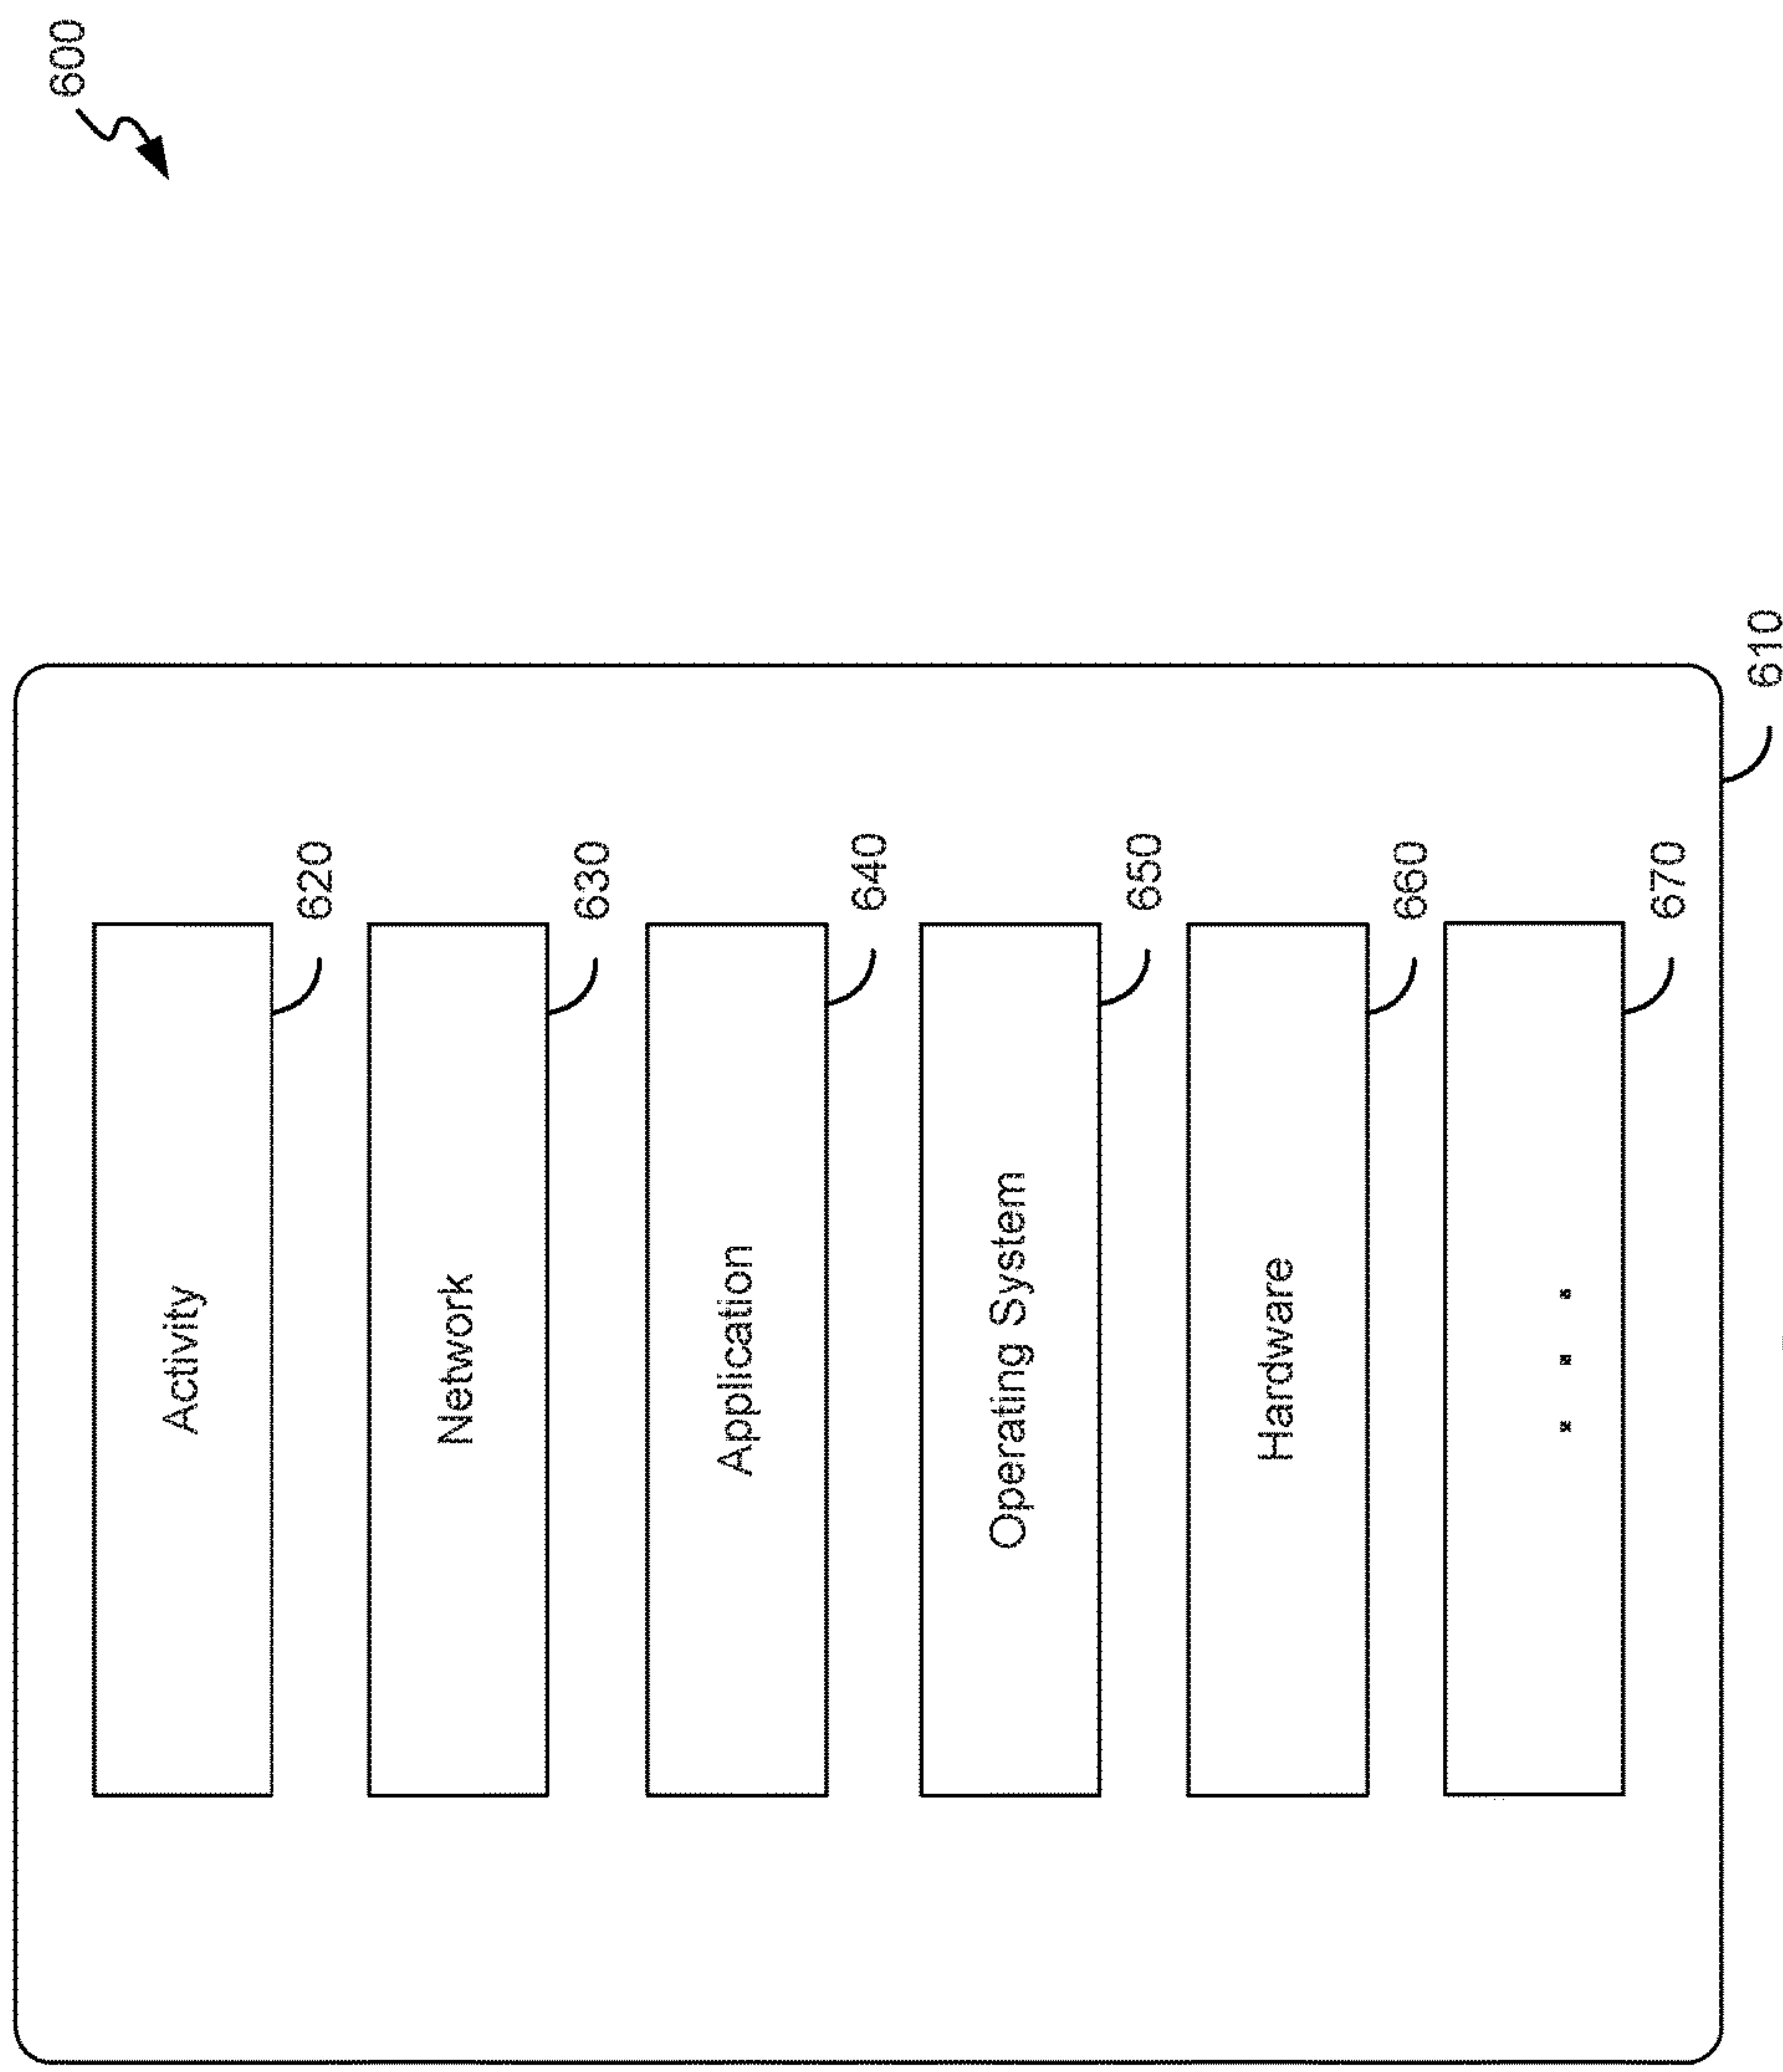 600
Activity
620
Network
630
Application
640
Operating System
650
Hardware
660
. . .
670
610